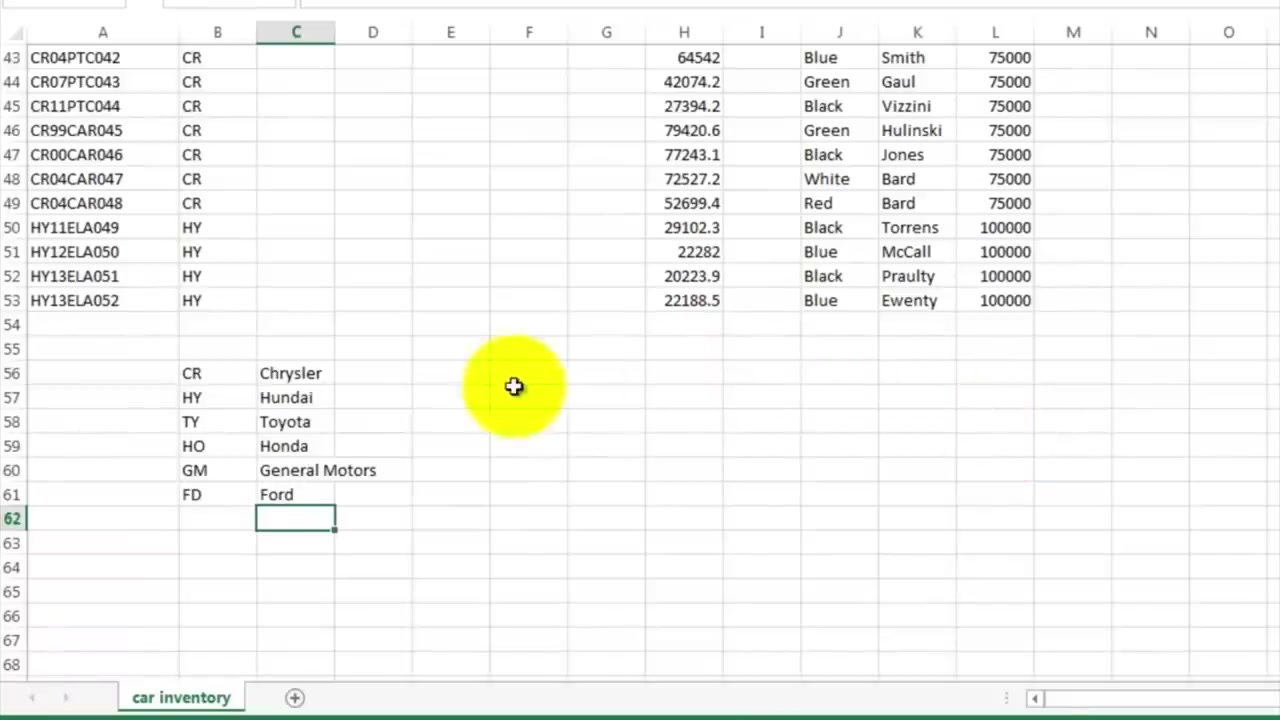 A B C D E F G H I J K L M N O
43 CR04PTC042 CR 64542 Blue Smith 75000
44 CR07PTC043 CR 42074.2 Green Gaul 75000
45 CR11PTC044 CR 27394.2 Black Vizzini 75000
46 CR99CAR045 CR 79420.6 Green Hulinski 75000
47 CR00CAR046 CR 77243.1 Black Jones 75000
48 CR04CAR047 CR 72527.2 White Bard 75000
49 CR04CAR048 CR 52699.4 Red Bard 75000
50 HY11ELA049 HY 29102.3 Black Torrens 100000
51 HY12ELA050 HY 22282 Blue McCall 100000
52 HY13ELA051 HY 20223.9 Black Praulty 100000
53 HY13ELA052 HY 22188.5 Blue Ewenty 100000
54
55
56 CR Chrysler
57 HY Hundai
58 TY Toyota
59 HO Honda
60 GM General Motors
61 FD Ford
62
63
64
65
66
67
68
car inventory